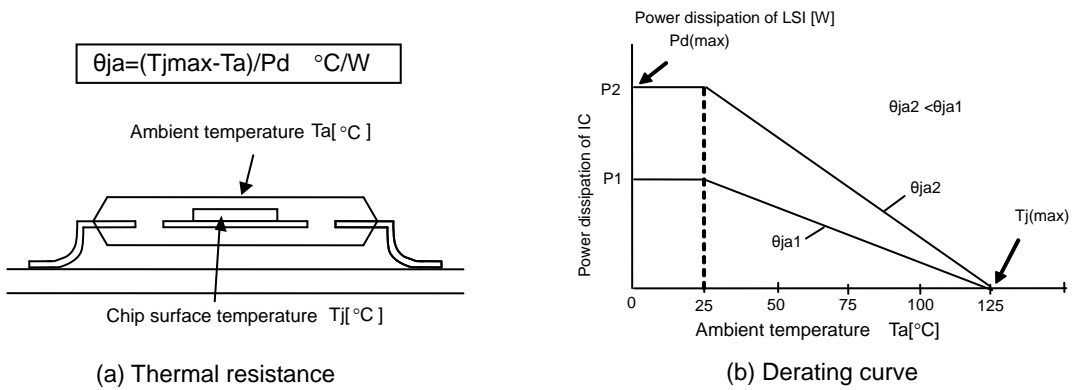 θja=(Tjmax-Ta)/Pd °C/W
Ambient temperature Ta[°C]
Chip surface temperature Tj[°C]
(a) Thermal resistance
Power dissipation of LSI [W]
Pd(max)
P2
θja2 <θja1
Power dissipation of IC
P1
θja2
Tj(max)
θja1
0 25 50 75 100 125
Ambient temperature Ta[°C]
(b) Derating curve